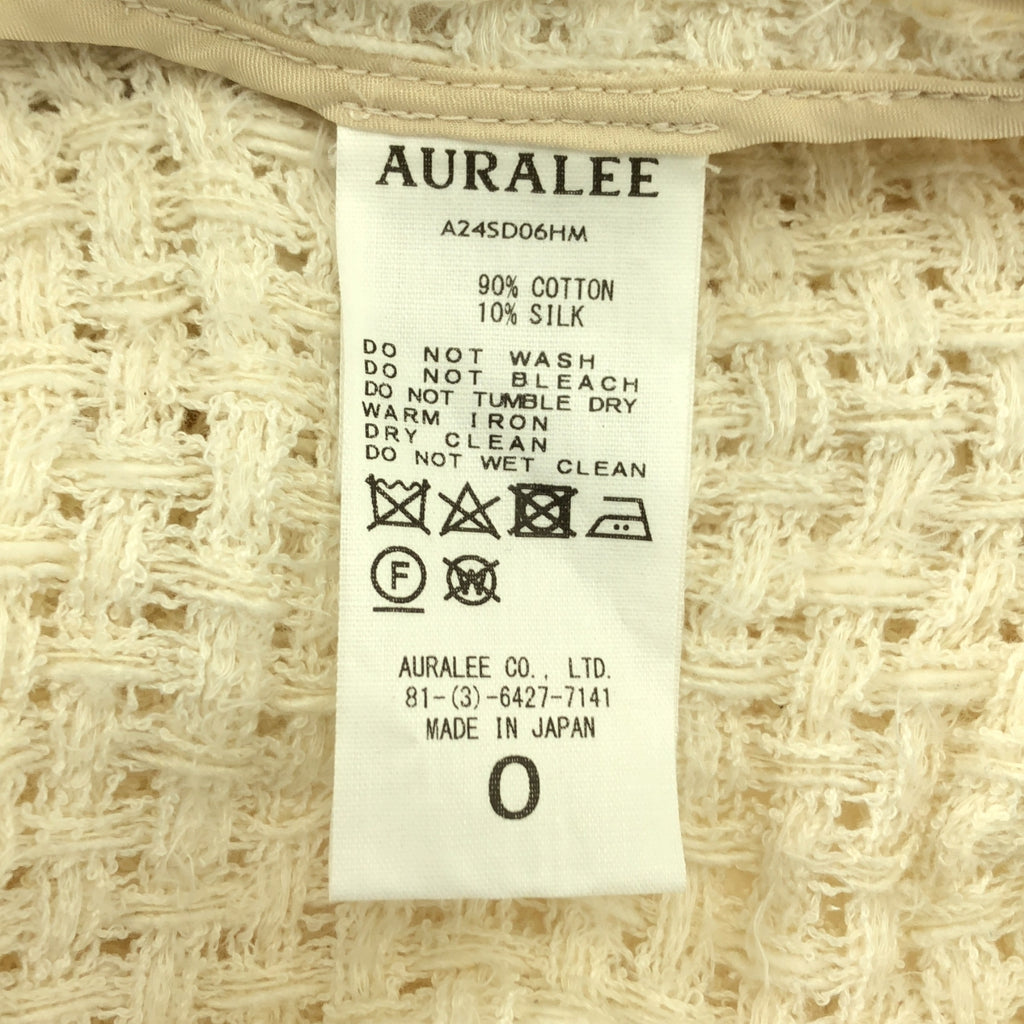 AURALEE
A24SD06HM
90% COTTON
10% SILK
DO NOT WASH
DO NOT BLEACH
DO NOT TUMBLE DRY
WARM IRON
DRY CLEAN
DO NOT WET CLEAN
F W
AURALEE CO., LTD.
81-(3)-6427-7141
MADE IN JAPAN
0